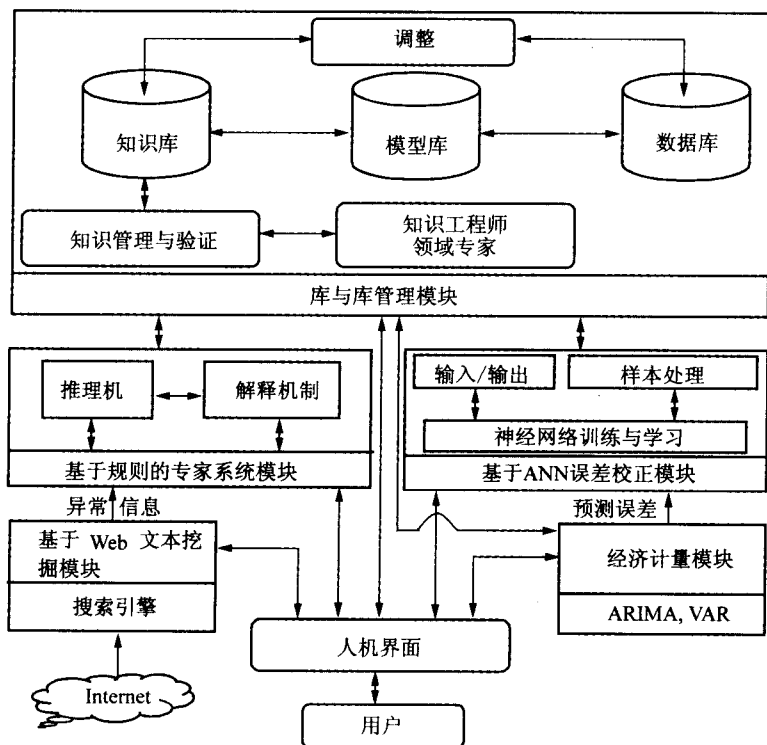 调整
知识库
模型库
数据库
知识管理与验证
知识工程师
领域专家
库与库管理模块
推理机
解释机制
基于规则的专家系统模块
输入/输出
样本处理
神经网络训练与学习
基于ANN误差校正模块
异常 信息
预测误差
基于 Web 文本挖
掘模块
搜索引擎
经济计量模块
ARIMA, VAR
人机界面
Internet
用户